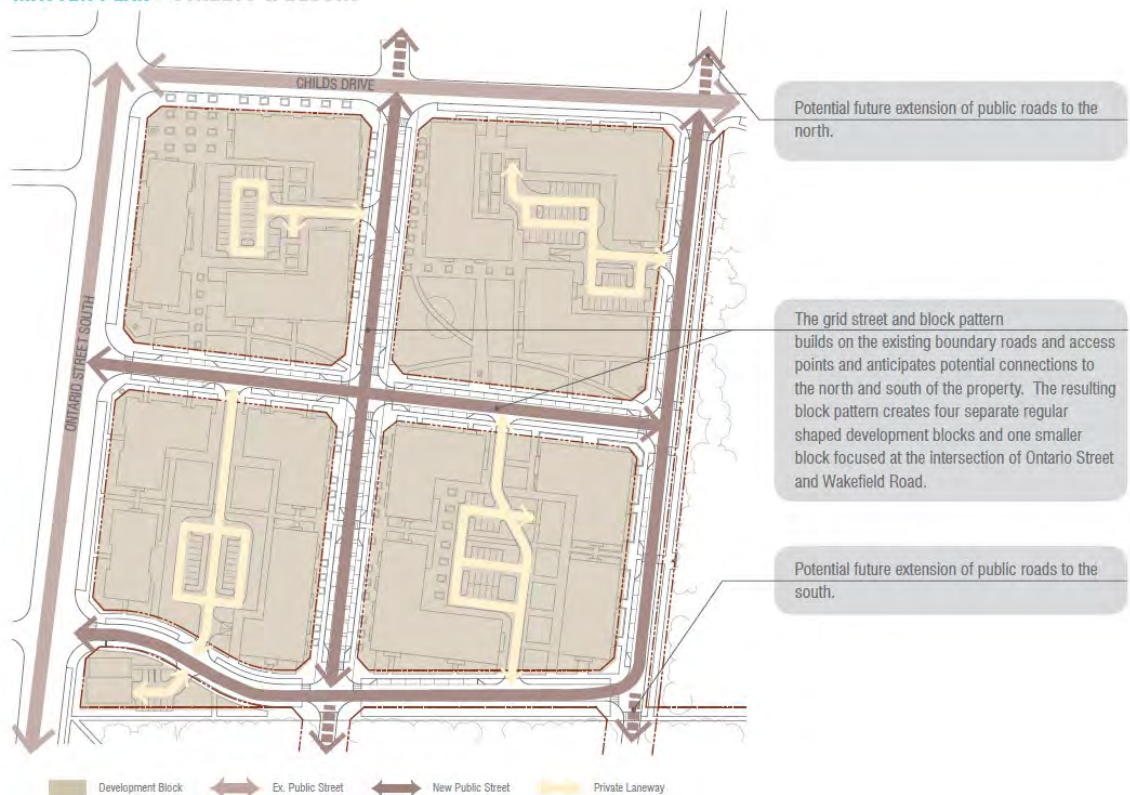 CHILDS DRIVE
ONTARIO STREET SOUTH
Potential future extension of public roads to the
north.
The grid street and block pattern
builds on the existing boundary roads and access
points and anticipates potential connections to
the north and south of the property. The resulting
block pattern creates four separate regular
shaped development blocks and one smaller
block focused at the intersection of Ontario Street
and Wakefield Road.
Potential future extension of public roads to the
south.
Development Block Ex. Public Street New Public Street Private Laneway